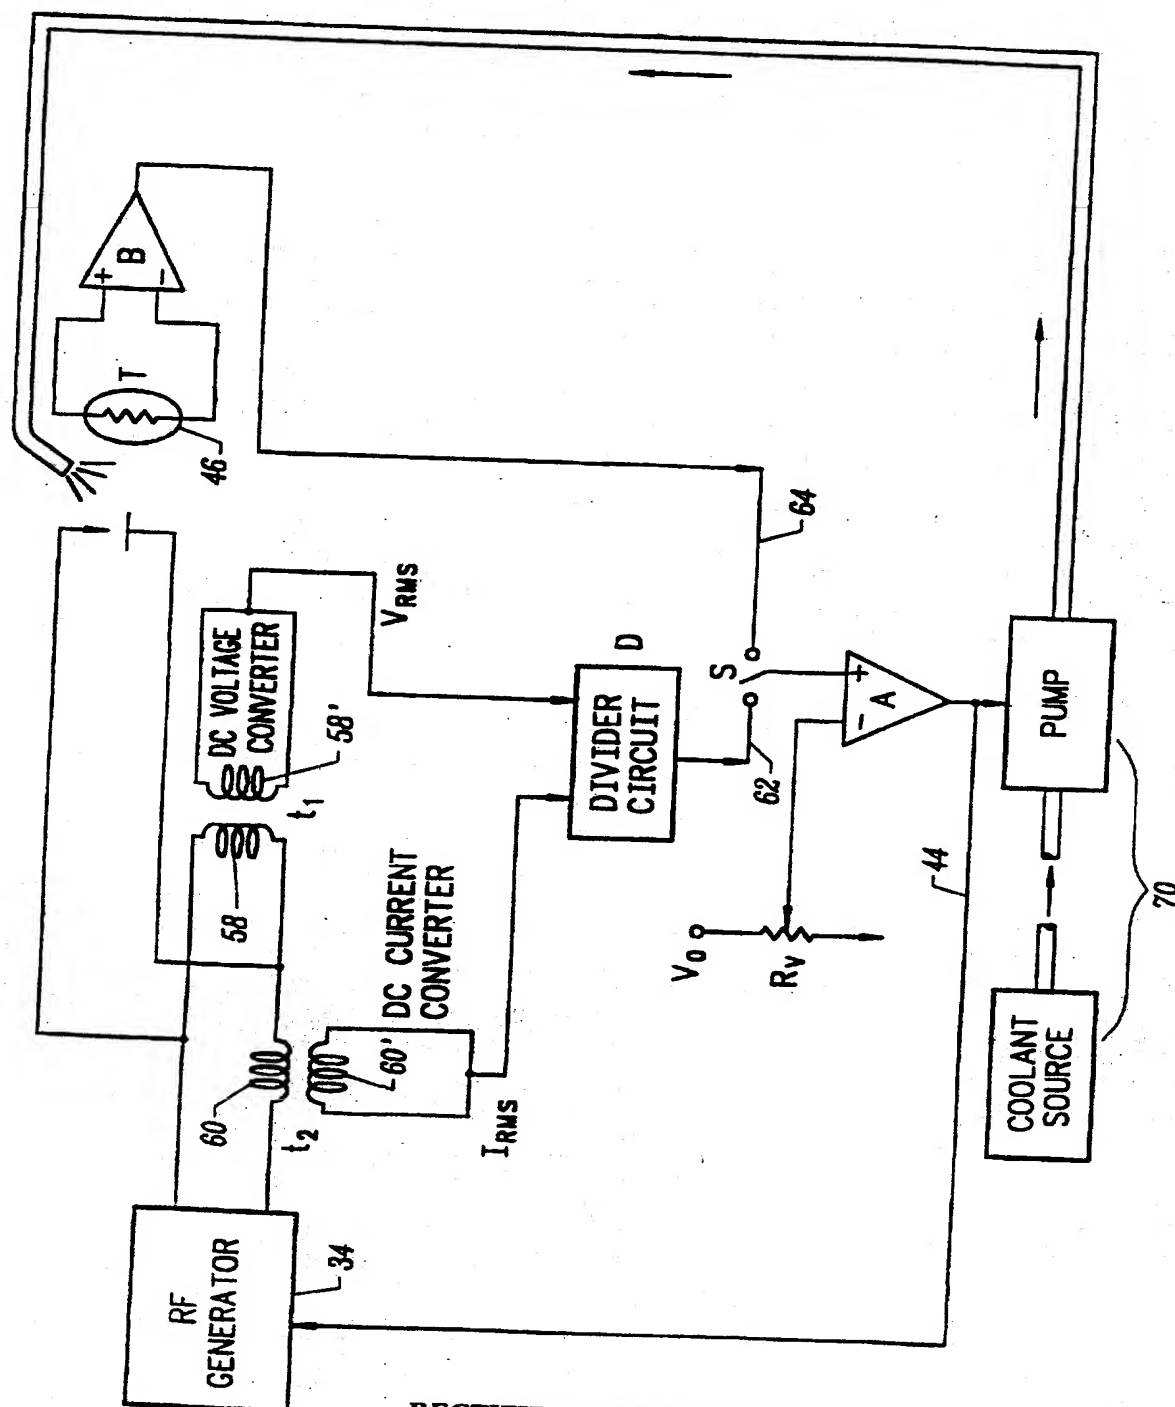 RF
GENERATOR
34
60
t2
60'
IRMS
DC CURRENT
CONVERTER
58
t1
58'
DC VOLTAGE
CONVERTER
VRMS
46
T
+
B
−
DIVIDER
CIRCUIT
D
S
62
64
V0
RV
−
+
A
44
PUMP
COOLANT
SOURCE
70